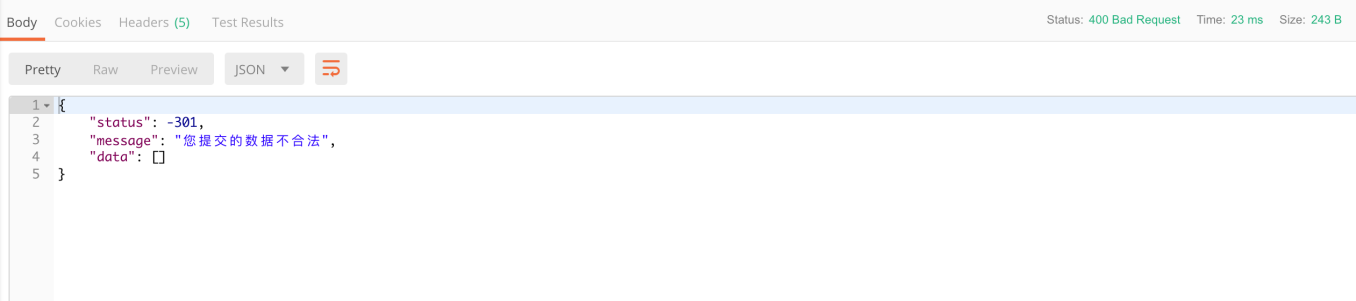 Body Cookies Headers (5) Test Results Status: 400 Bad Request Time: 23 ms Size: 243 B
Pretty Raw Preview JSON
1 {
2 "status": -301,
3 "message": "您提交的数据不合法",
4 "data": []
5 }